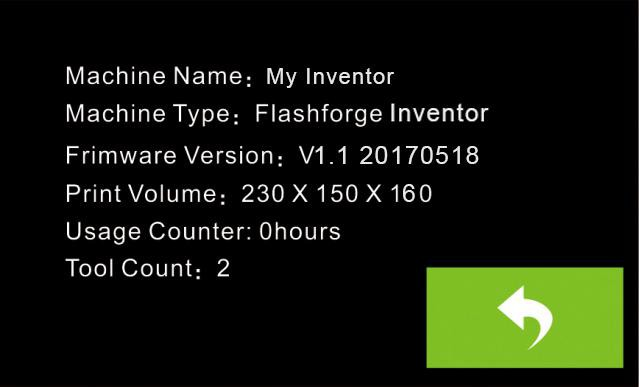 Machine Name：My Inventor
Machine Type：Flashforge Inventor
Frimware Version：V1.1 20170518
Print Volume：230 X 150 X 160
Usage Counter: 0hours
Tool Count：2